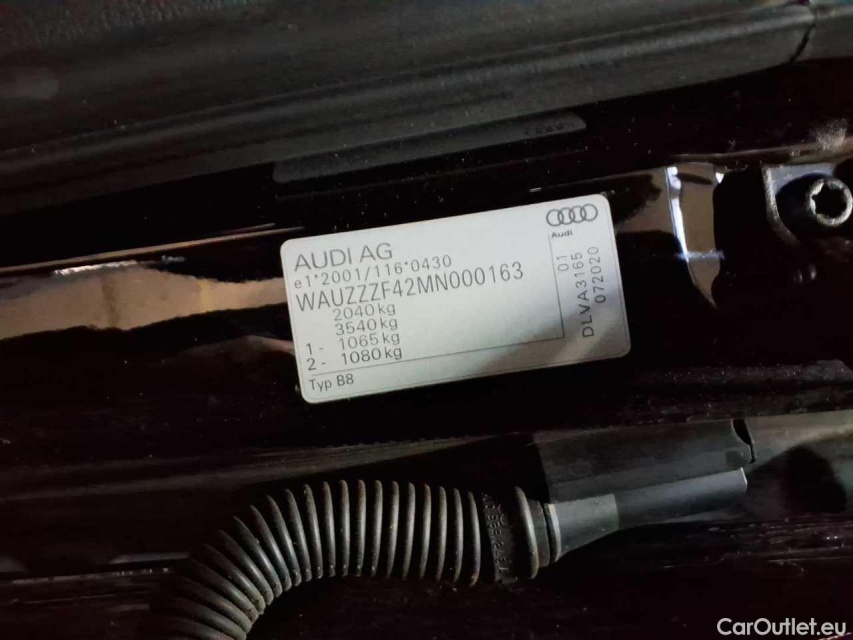 AUDI AG
e1*2001/116*0430
WAUZZZF42MN000163
2040 kg
3540 kg
1 - 1065 kg
2 - 1080 kg
Typ B8
Audi
01
DLVA3165
072020
CarOutlet.eu